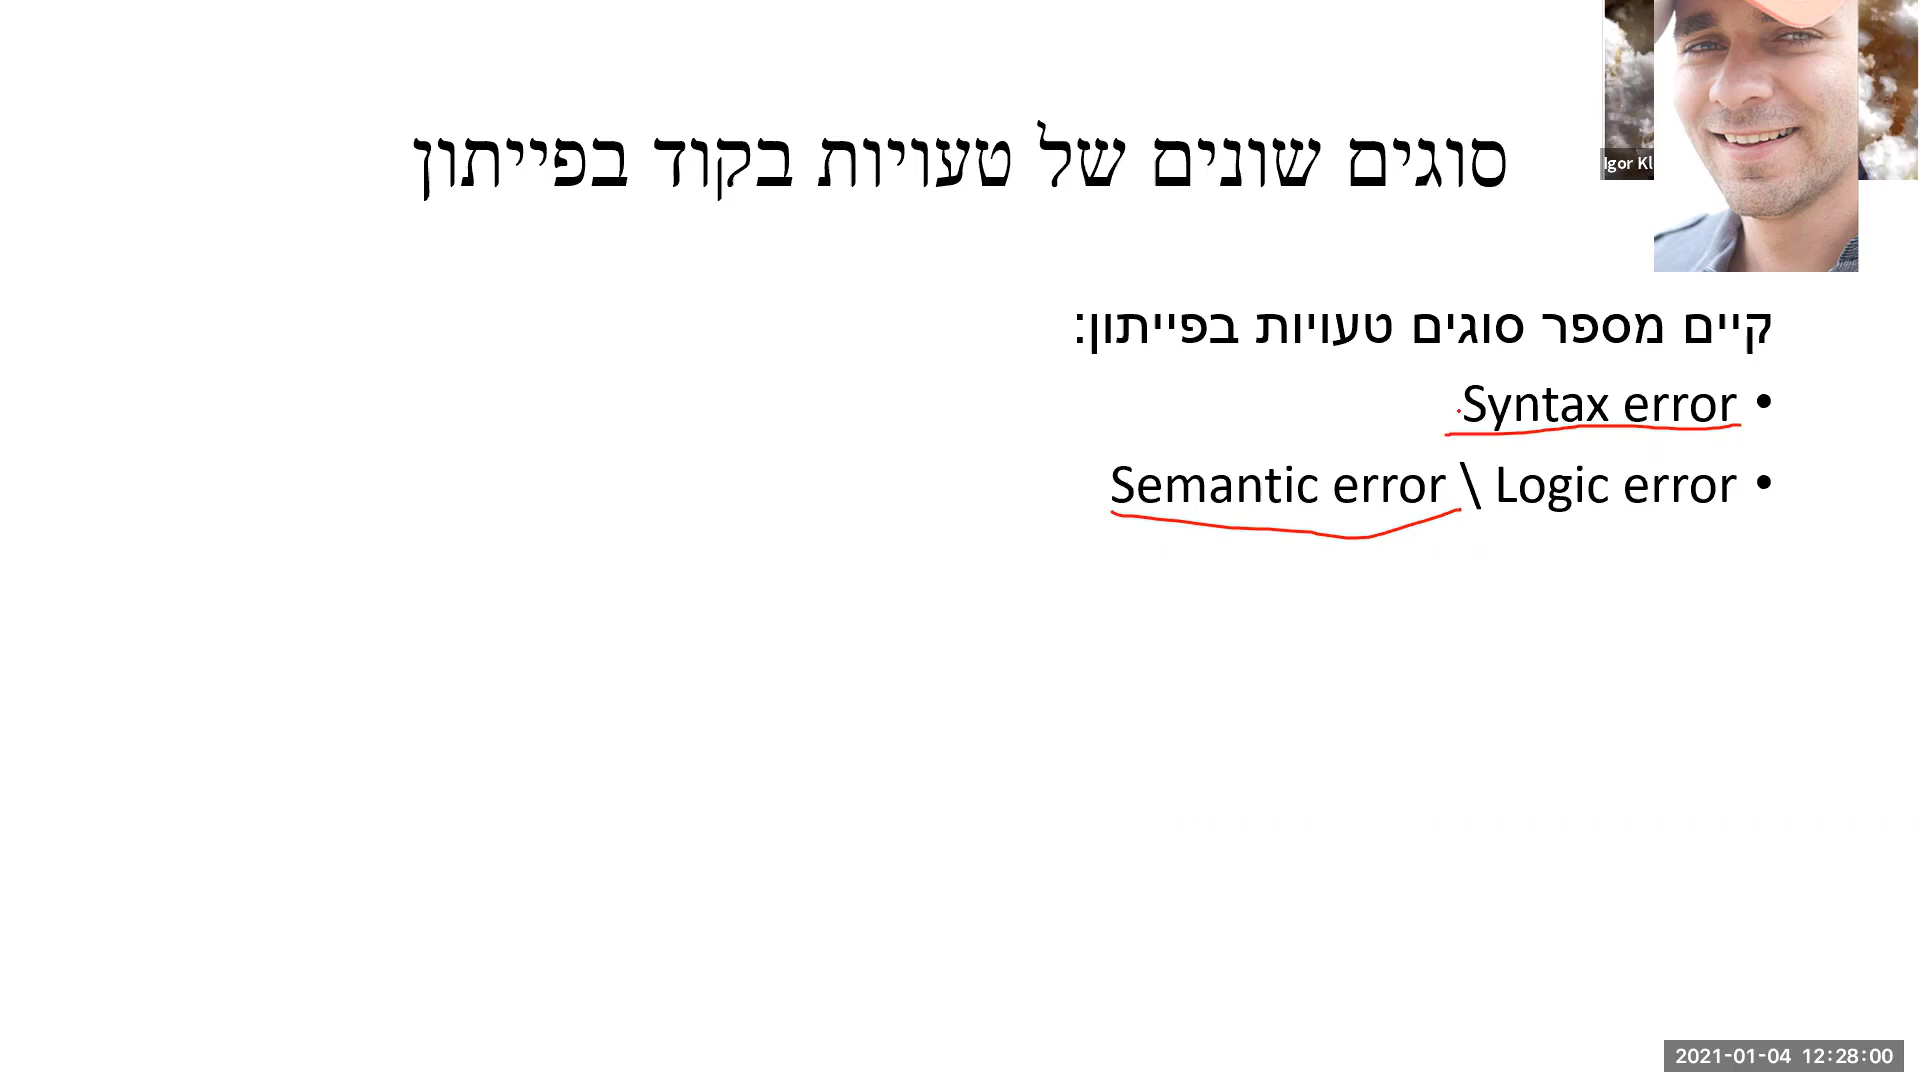 סוגים שונים של טעויות בקוד בפייתון
Igor Kl
קיים מספר סוגים טעויות בפייתון:
• Syntax error
• Semantic error \ Logic error
2021-01-04 12:28:00